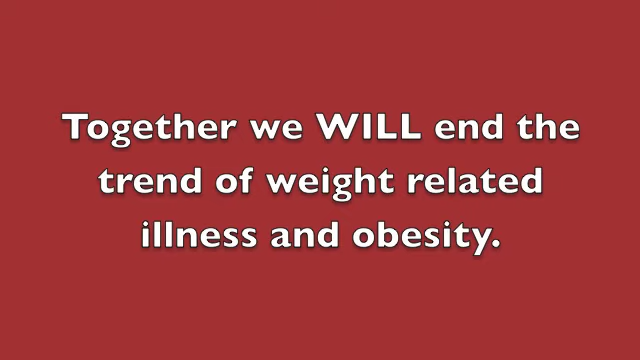 Together we WILL end the
trend of weight related
illness and obesity.